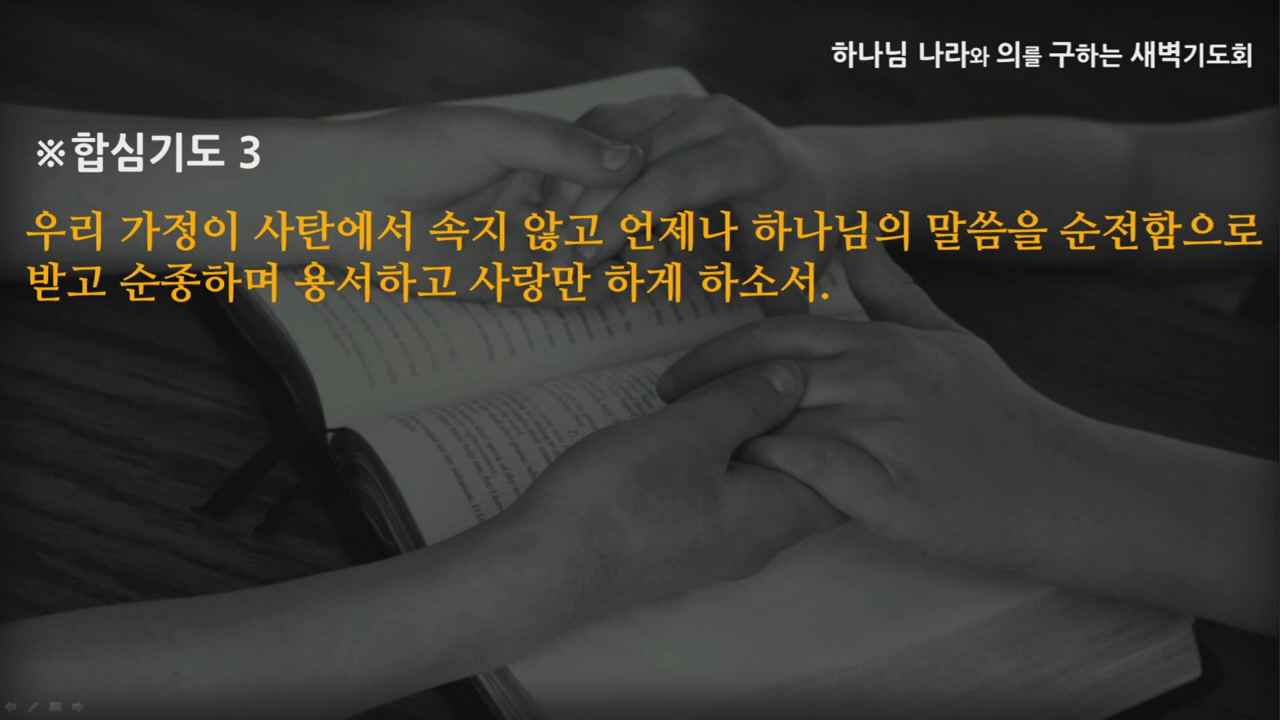 하나님 나라와 의를 구하는 새벽기도회
※합심기도 3
우리 가정이 사탄에서 속지 않고 언제나 하나님의 말씀을 순전함으로
받고 순종하며 용서하고 사랑만 하게 하소서.